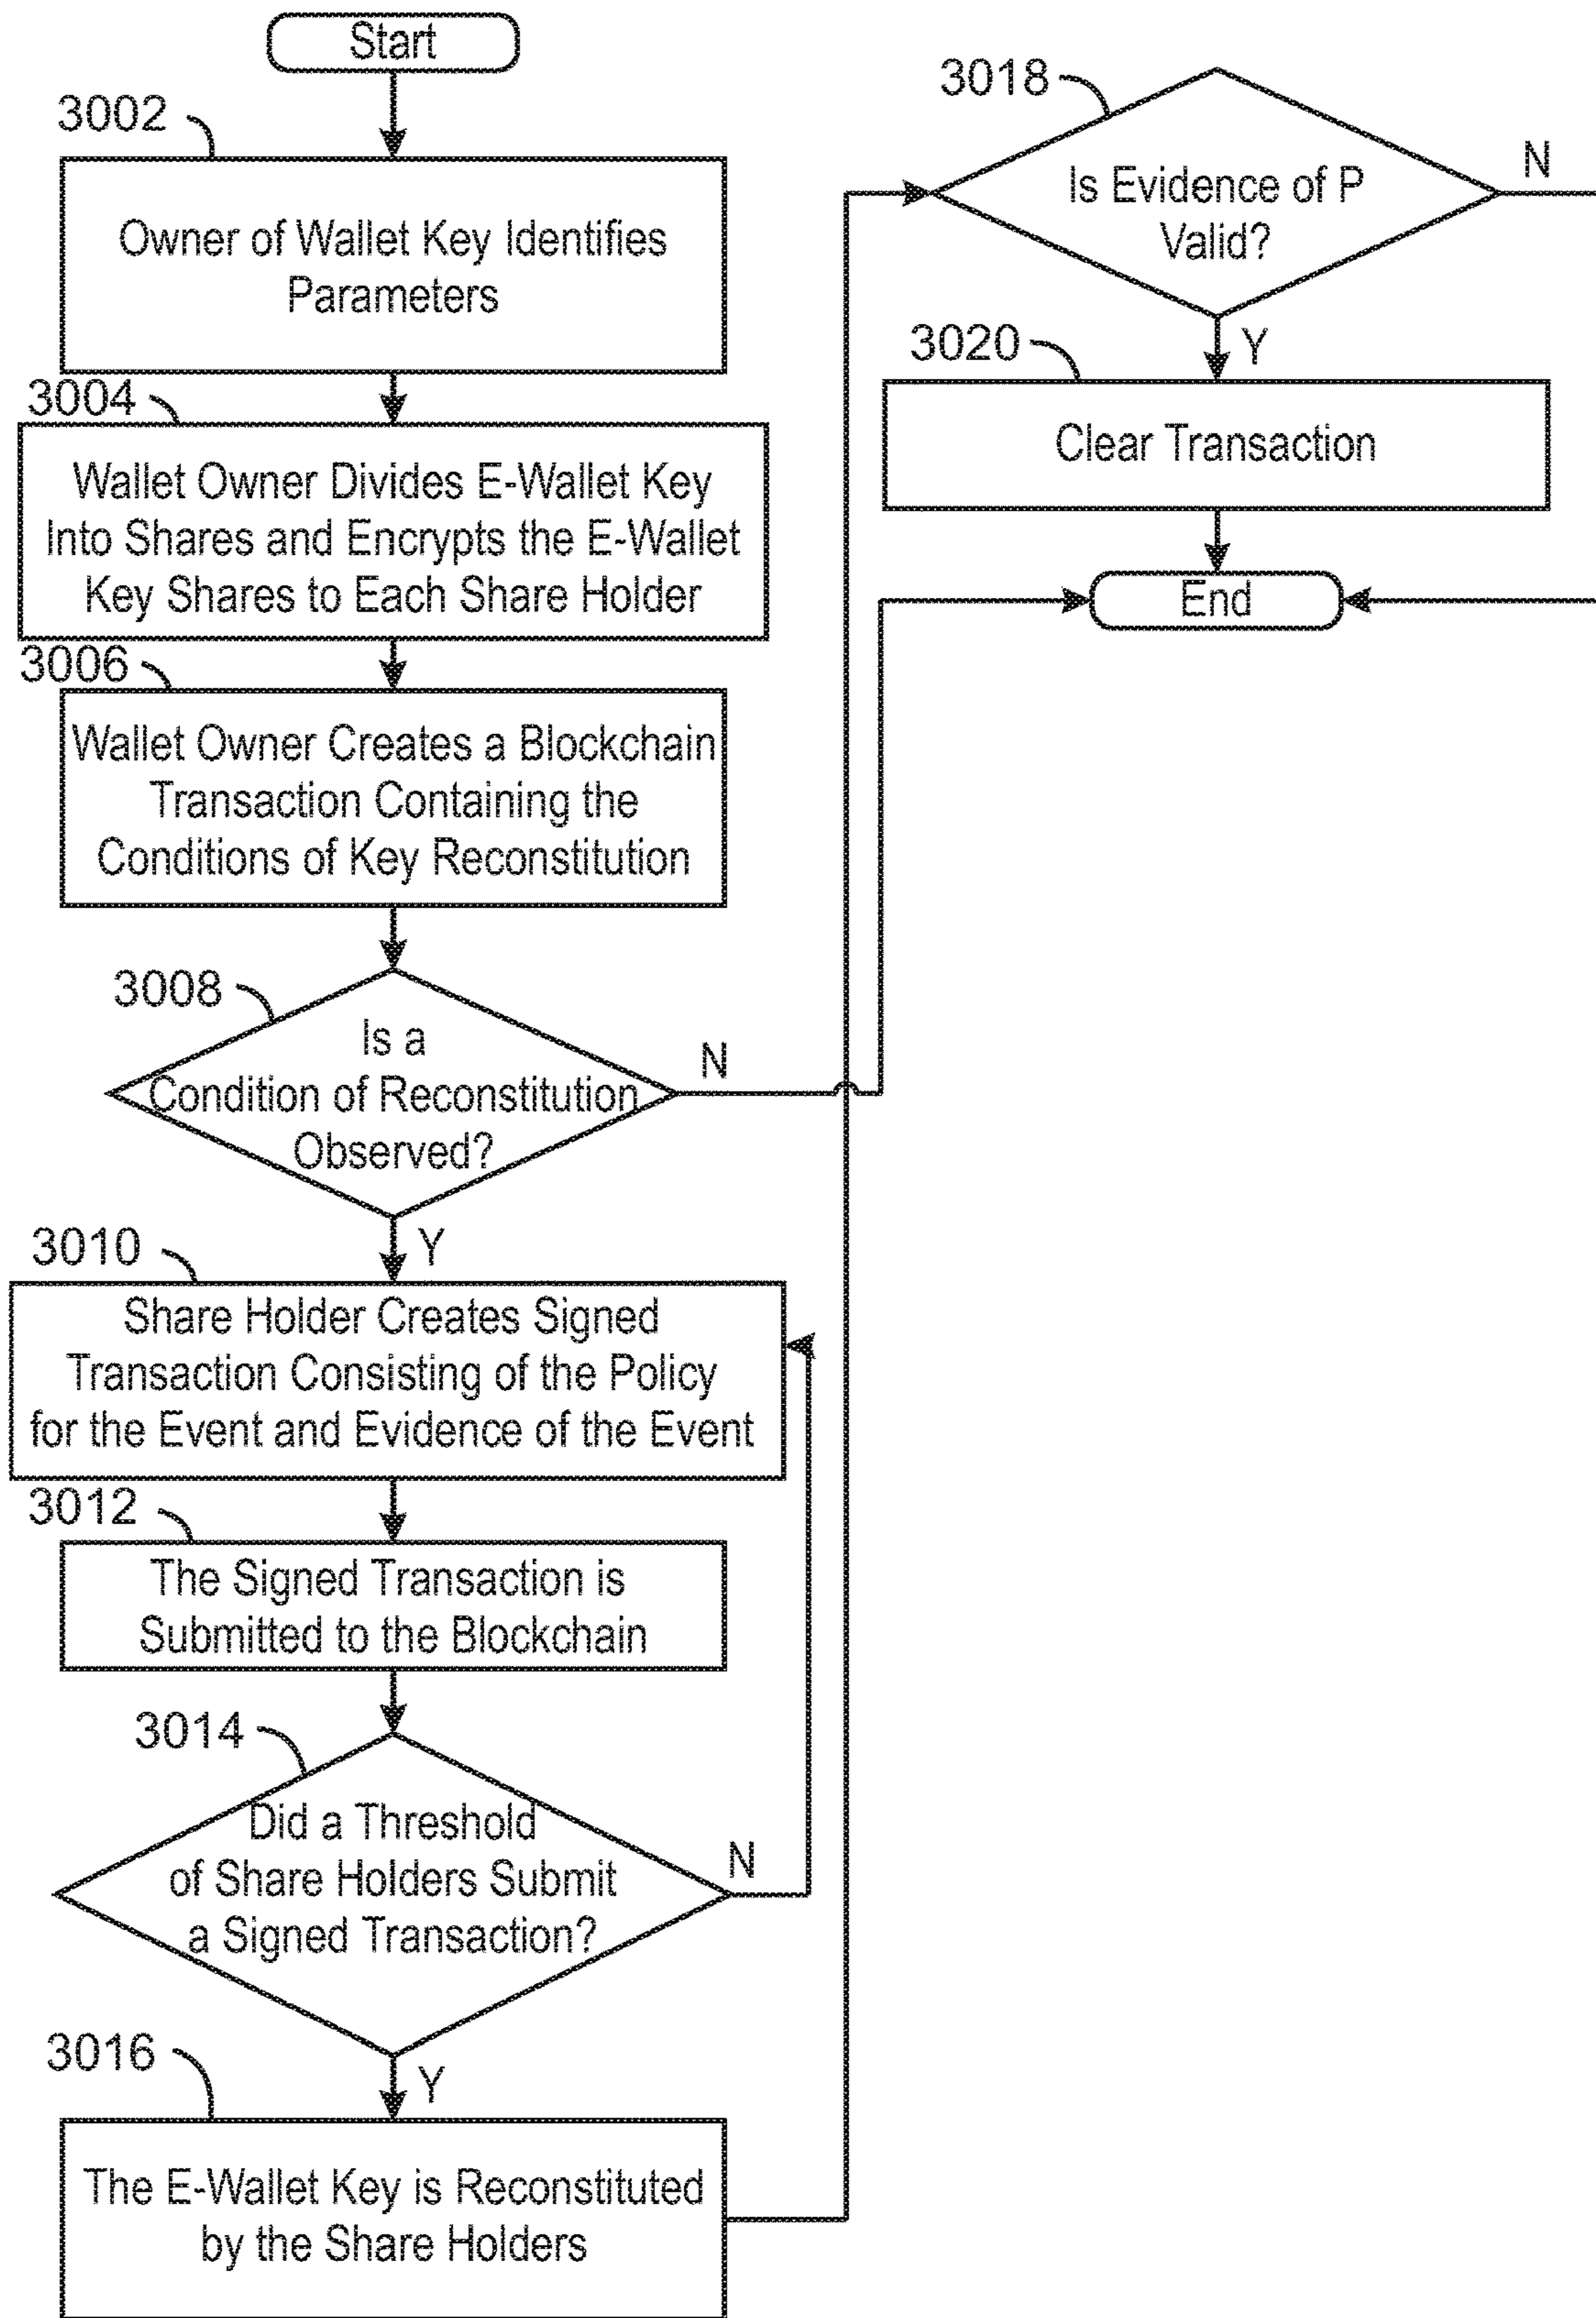 Start
3002
Owner of Wallet Key Identifies
Parameters
3004
Wallet Owner Divides E-Wallet Key
Into Shares and Encrypts the E-Wallet
Key Shares to Each Share Holder
3006
Wallet Owner Creates a Blockchain
Transaction Containing the
Conditions of Key Reconstitution
3008
Is a
Condition of Reconstitution
Observed?
N
Y
3010
Share Holder Creates Signed
Transaction Consisting of the Policy
for the Event and Evidence of the Event
3012
The Signed Transaction is
Submitted to the Blockchain
3014
Did a Threshold
of Share Holders Submit
a Signed Transaction?
N
Y
3016
The E-Wallet Key is Reconstituted
by the Share Holders
3018
Is Evidence of P
Valid?
N
Y
3020
Clear Transaction
End